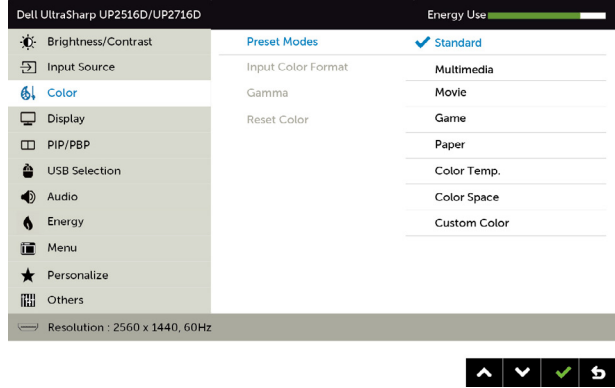 Dell UltraSharp UP2516D/UP2716D Energy Use
Brightness/Contrast Preset Modes Standard
Input Source Input Color Format Multimedia
Color Gamma Movie
Display Reset Color Game
PIP/PBP Paper
USB Selection Color Temp.
Audio Color Space
Energy Custom Color
Menu
Personalize
Others
Resolution : 2560 x 1440, 60Hz